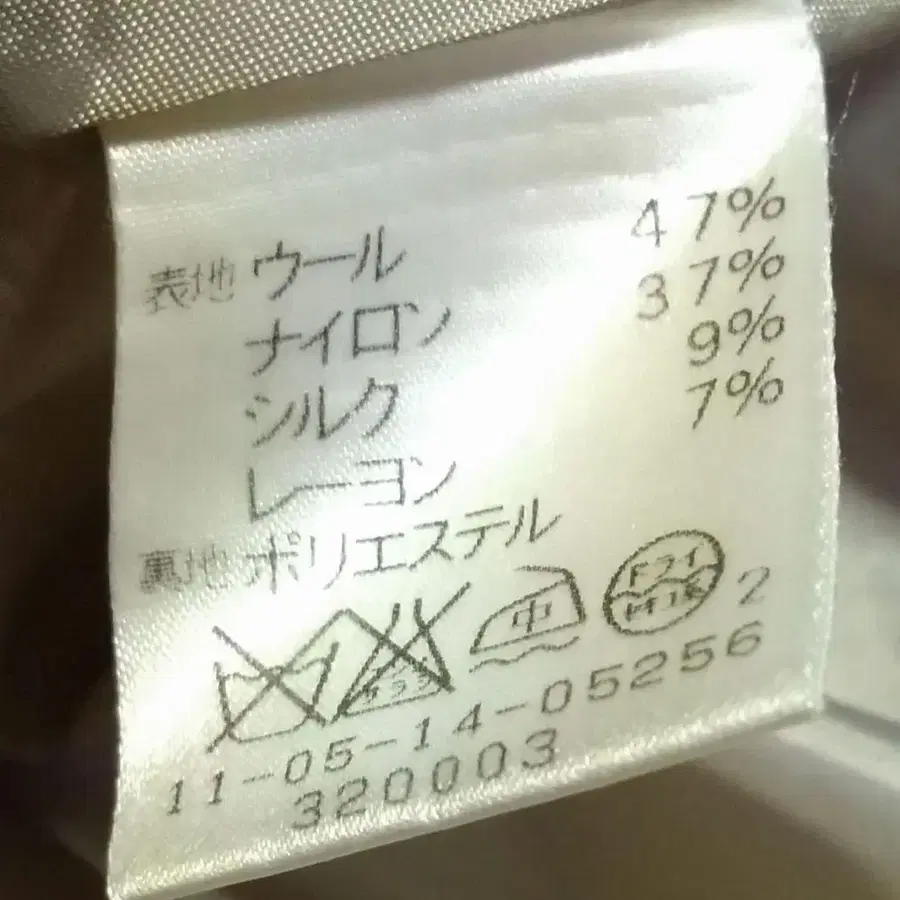 表地 ウール 47%
ナイロン 37%
シルク 9%
レーヨン 7%
裏地 ポリエステル
中 ドライ 2
11-05-14-05256
320003